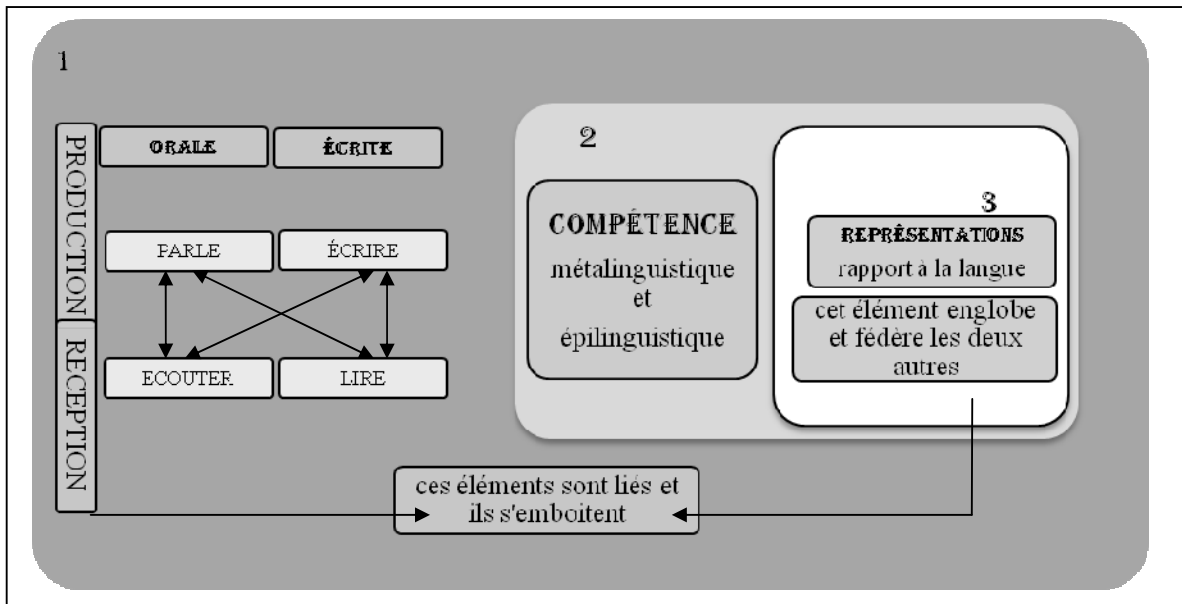 1
PRODUCTION
RECEPTION
ORALE
ÉCRITE
PARLE
ÉCRIRE
ECOUTER
LIRE
2
COMPÉTENCE
métalinguistique
et
épilinguistique
3
REPRÉSENTATIONS
rapport à la langue
cet élément englobe
et fédère les deux
autres
ces éléments sont liés et
ils s'emboitent